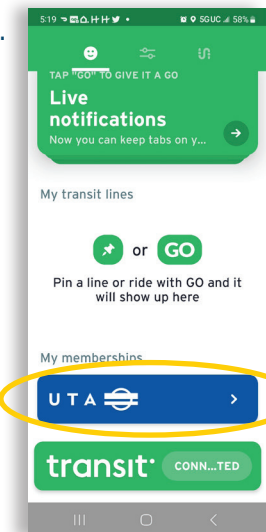 5:19
5GUC 58%
TAP "GO" TO GIVE IT A GO
Live
notifications
Now you can keep tabs on y...
My transit lines
or GO
Pin a line or ride with GO and it
will show up here
My memberships
UTA
transit CONN...TED